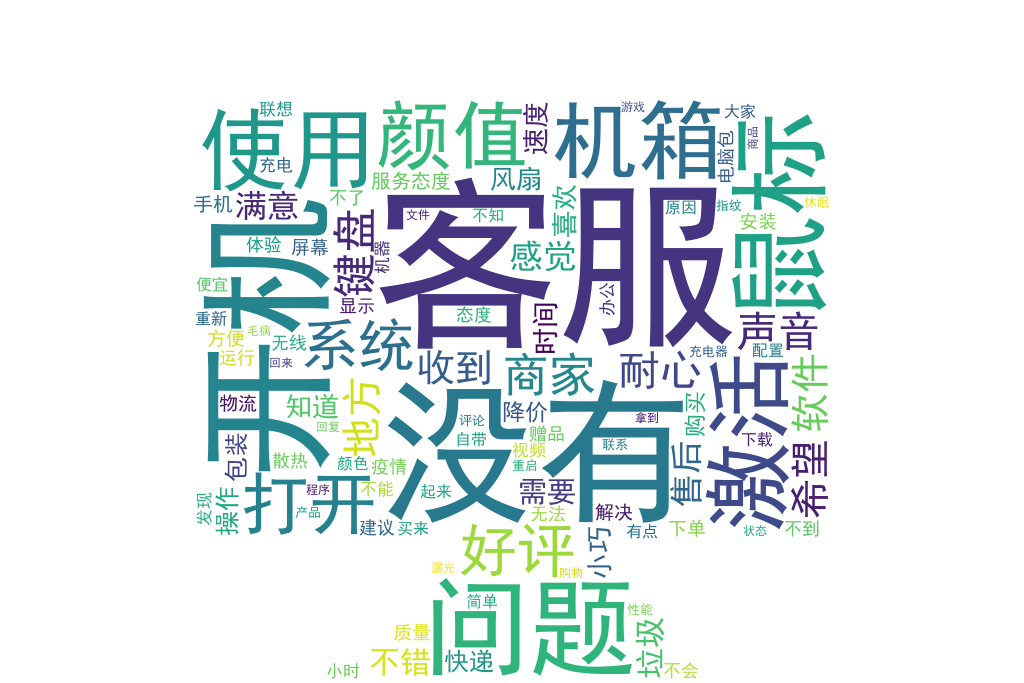 联想
使用
颜值
速度
机箱
游戏
大家
商品
鼠标
电脑包
充电
服务态度
风扇
不了
手机
满意
客服
喜欢
原因
指纹
休眠
安装
文件
不知
开机
键盘
机器
体验
屏幕
感觉
便宜
办公
显示
态度
时间
声音
重新
毛病
方便
无线
系统
运行
回来
收到
商家
耐心
充电器
配置
激活
软件
物流
知道
地方
没有
降价
评论
自带
赠品
拿到
购买
回复
下载
包装
散热
颜色
疫情
视频
重启
联系
售后
希望
程序
不能
起来
需要
发现
操作
打开
产品
无法
解决
建议
买来
有点
下单
状态
不到
好评
小巧
漏光
购物
问题
简单
性能
质量
不错
快递
垃圾
小时
不会